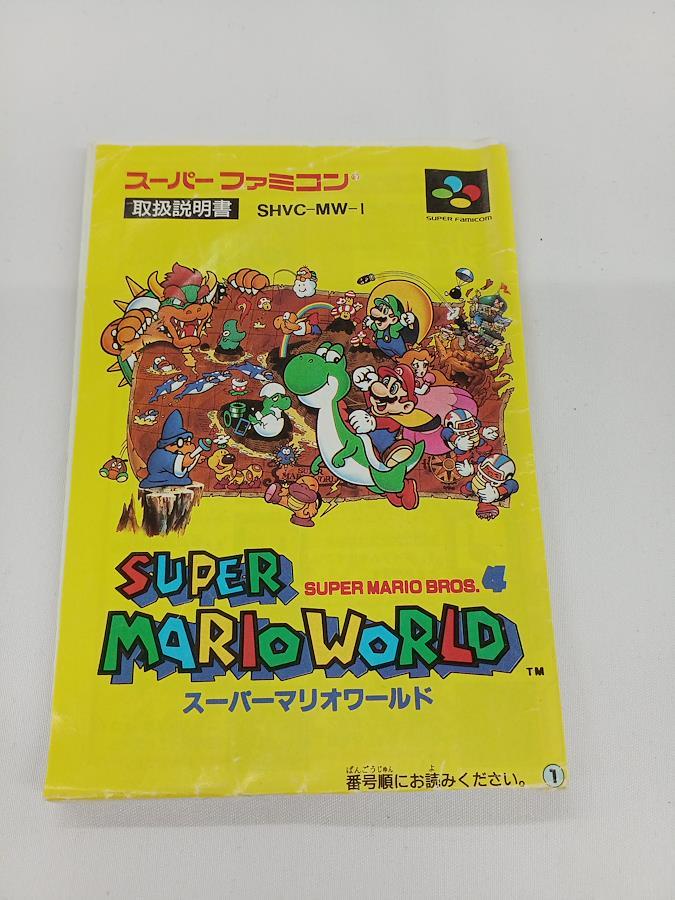 スーパーファミコン®
取扱説明書 SHVC-MW-1
SUPER FAMICOM
SUPER
SUPER MARIO BROS. 4
MARIO WORLD TM
スーパーマリオワールド
ばんごうじゅん よ
番号順にお読みください。 1